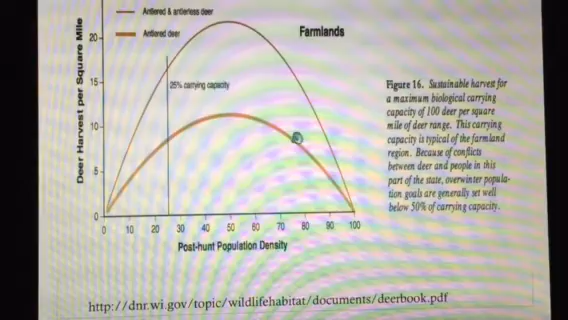 Antlered & antlerless deer
Antlered deer
Farmlands
25% carrying capacity
Deer Harvest per Square Mile
20
15
10
5
0
0 10 20 30 40 50 60 70 80 90 100
Post-hunt Population Density
Figure 16. Sustainable harvest for
a maximum biological carrying
capacity of 100 deer per square
mile of deer range. This carrying
capacity is typical of the farmland
region. Because of conflicts
between deer and people in this
part of the state, overwinter popula-
tion goals are generally set well
below 50% of carrying capacity.
http://dnr.wi.gov/topic/wildlifehabitat/documents/deerbook.pdf